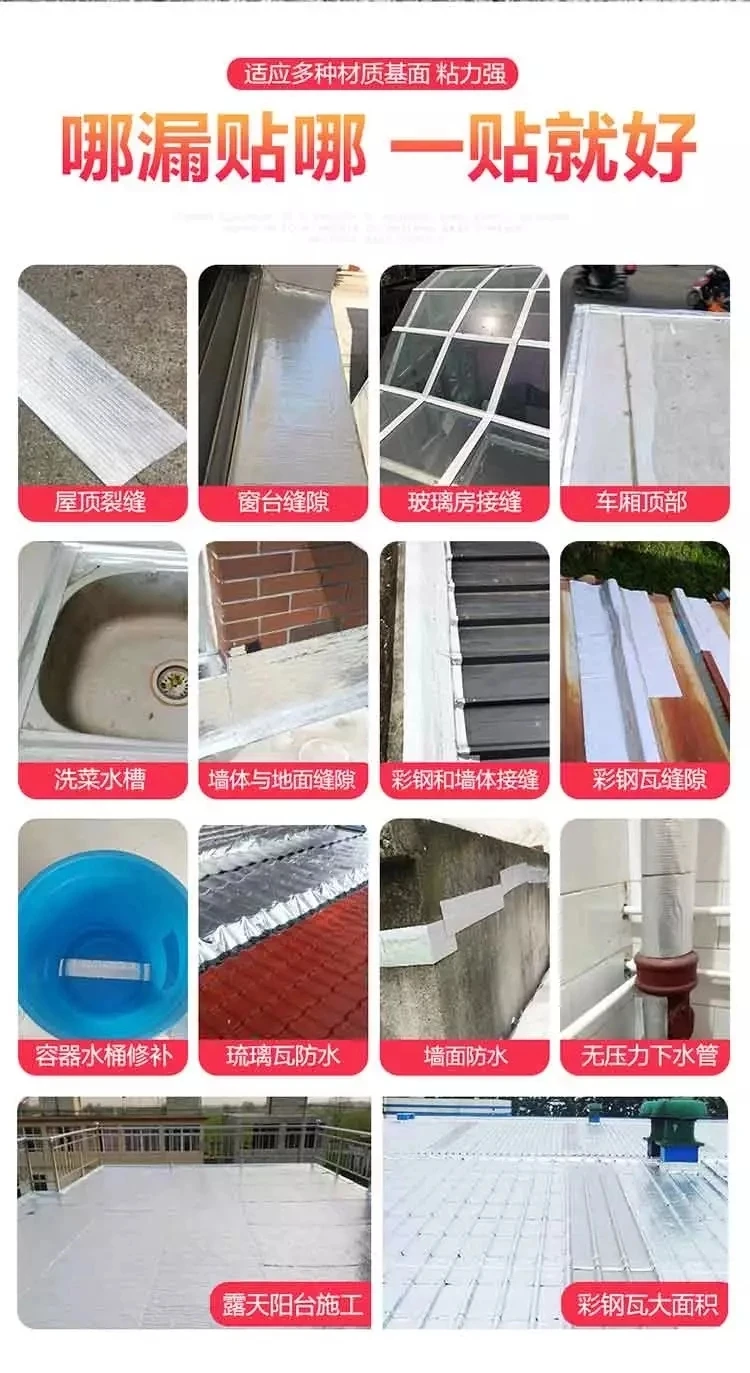 适应多种材质基面 粘力强
哪漏贴哪 一贴就好
屋顶裂缝
窗台缝隙
玻璃房接缝
车厢顶部
洗菜水槽
墙体与地面缝隙
彩钢和墙体接缝
彩钢瓦缝隙
容器水桶修补
琉璃瓦防水
墙面防水
无压力下水管
露天阳台施工
彩钢瓦大面积